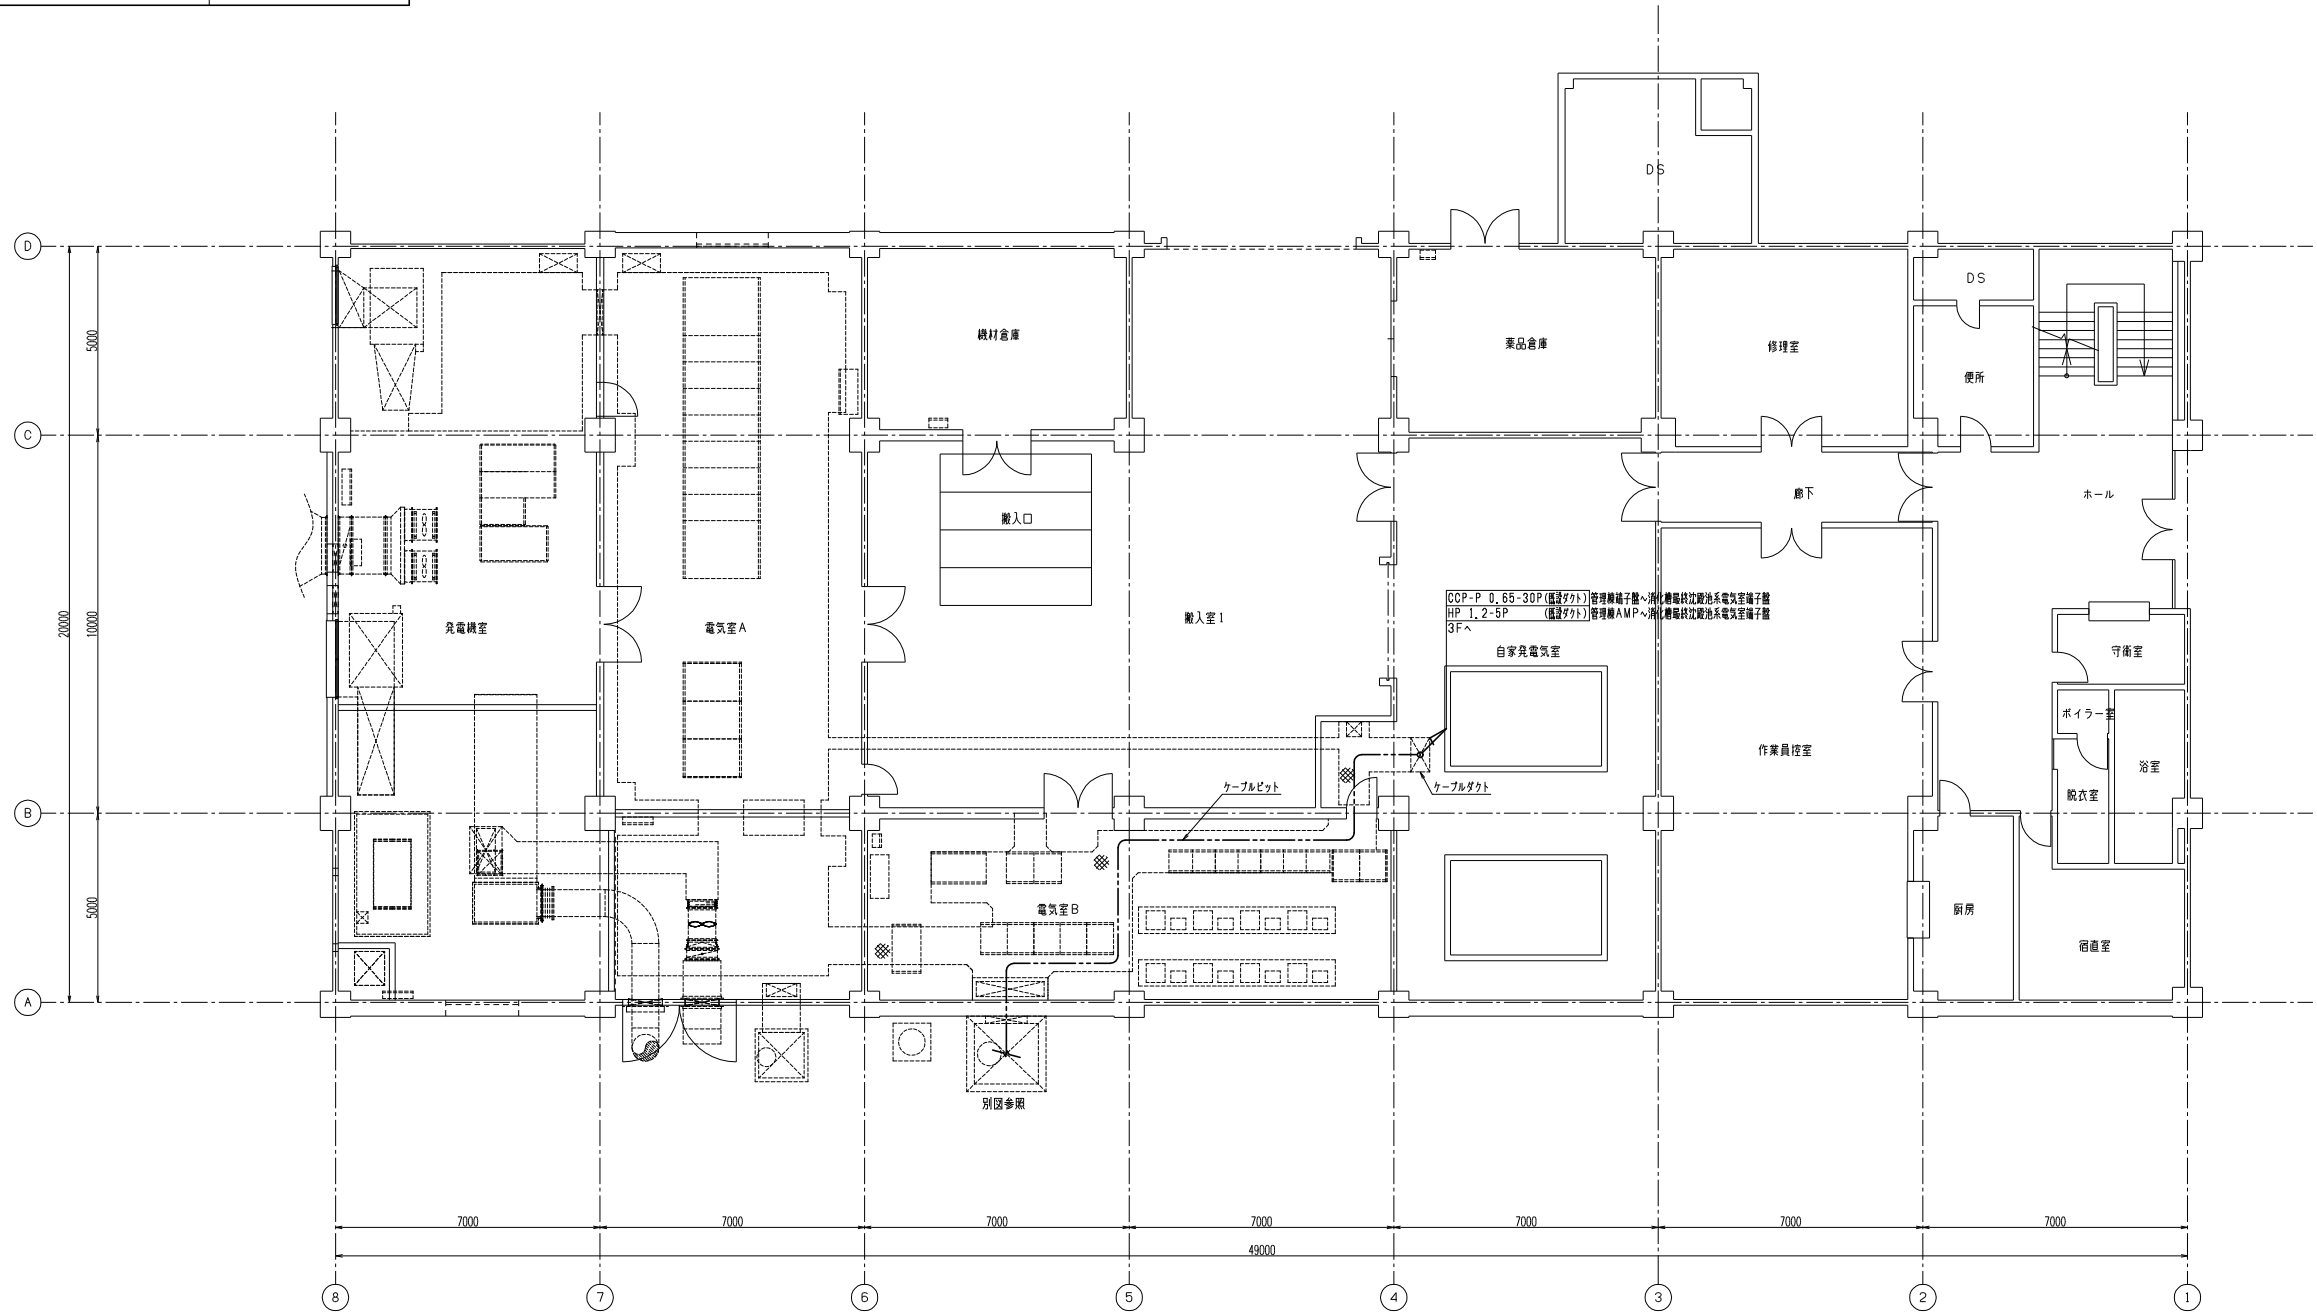 DS
D
DS
5000
機材倉庫
薬品倉庫
修理室
便所
C
廊下
ホール
搬入口
CCP-P 0.65-30P(既設ダクト) 管理棟端子盤~消化槽最終沈殿池系電気室端子盤
HP 1.2-5P (既設ダクト) 管理棟AMP~消化槽最終沈殿池系電気室端子盤
3Fへ
20000
10000
発電機室
電気室A
搬入室1
自家発電気室
守衛室
ボイラー室
作業員控室
浴室
ケーブルピット
ケーブルダクト
脱衣室
B
5000
電気室B
厨房
宿直室
A
別図参照
7000
7000
7000
7000
7000
7000
7000
49000
8
7
6
5
4
3
2
1